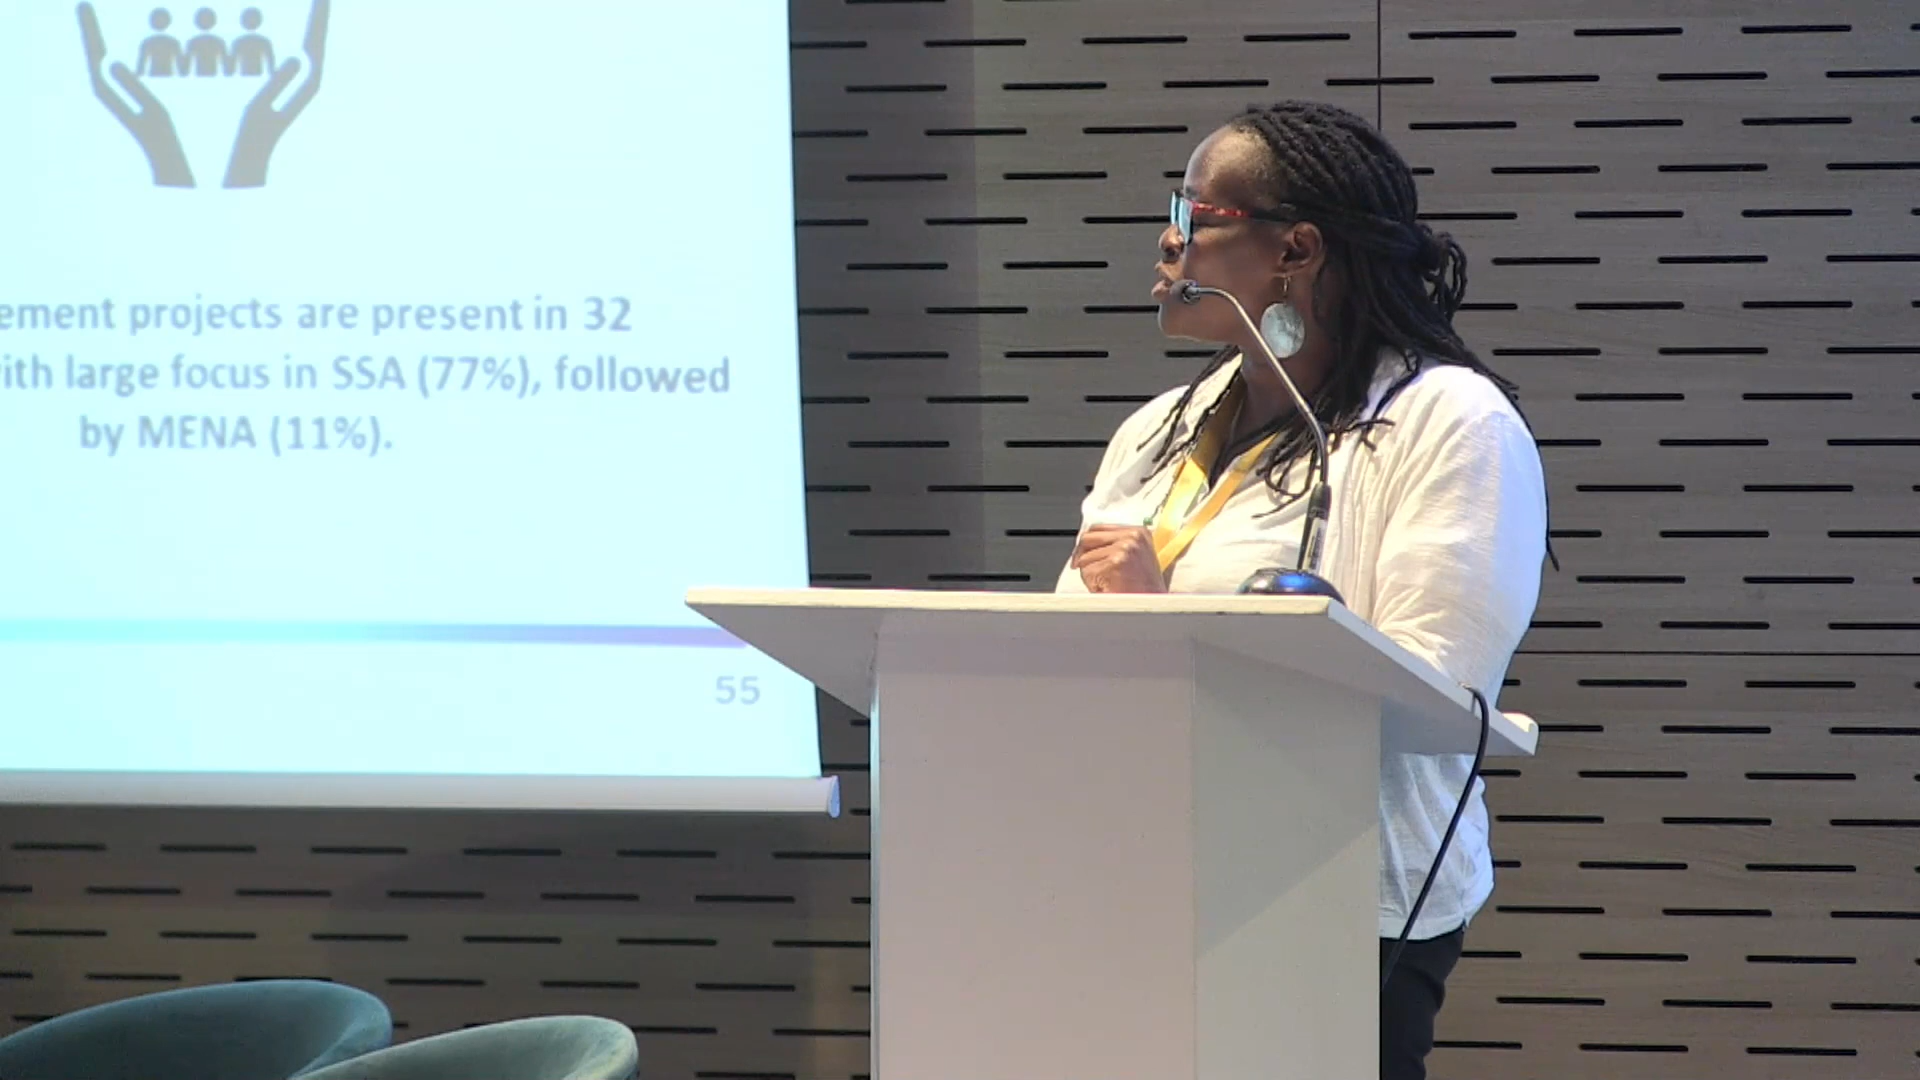 ement projects are present in 32
ith large focus in SSA (77%), followed
by MENA (11%).
55